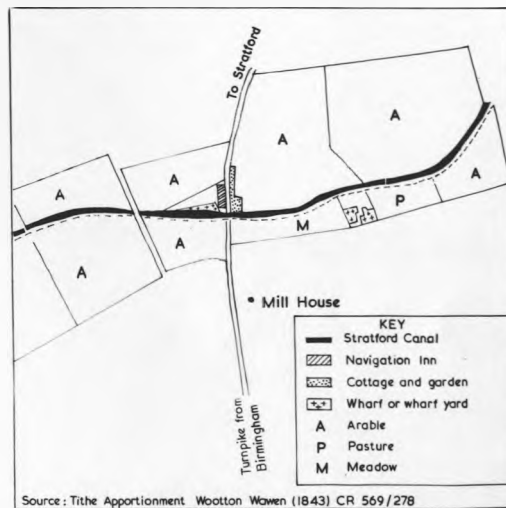 To Stratford
A
A
A
A
A
P
A
M
A
A
Mill House
Turnpike from
Birmingham
KEY
Stratford Canal
Navigation Inn
Cottage and garden
Wharf or wharf yard
A Arable
P Pasture
M Meadow
Source: Tithe Apportionment Wootton Wawen (1843) CR 569/278